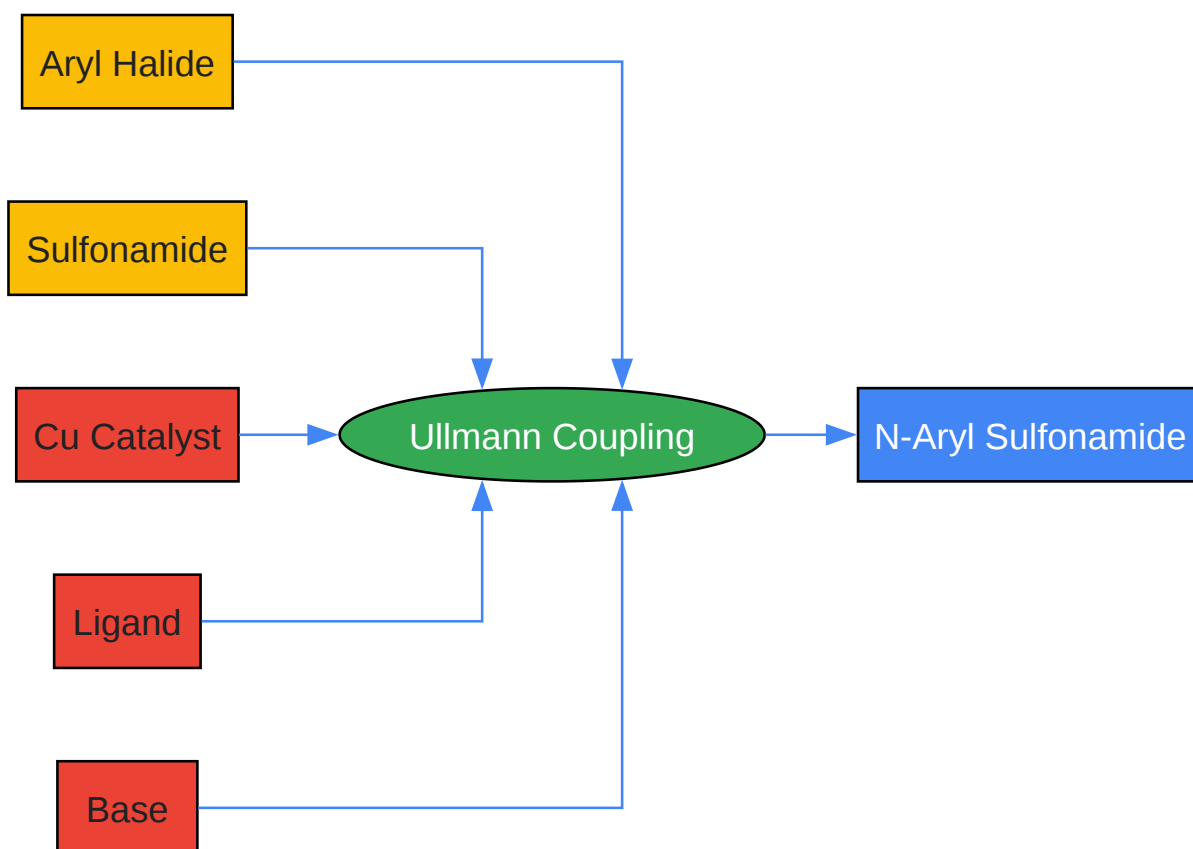 Aryl Halide
Sulfonamide
Cu Catalyst
Ullmann Coupling
N-Aryl Sulfonamide
Ligand
Base